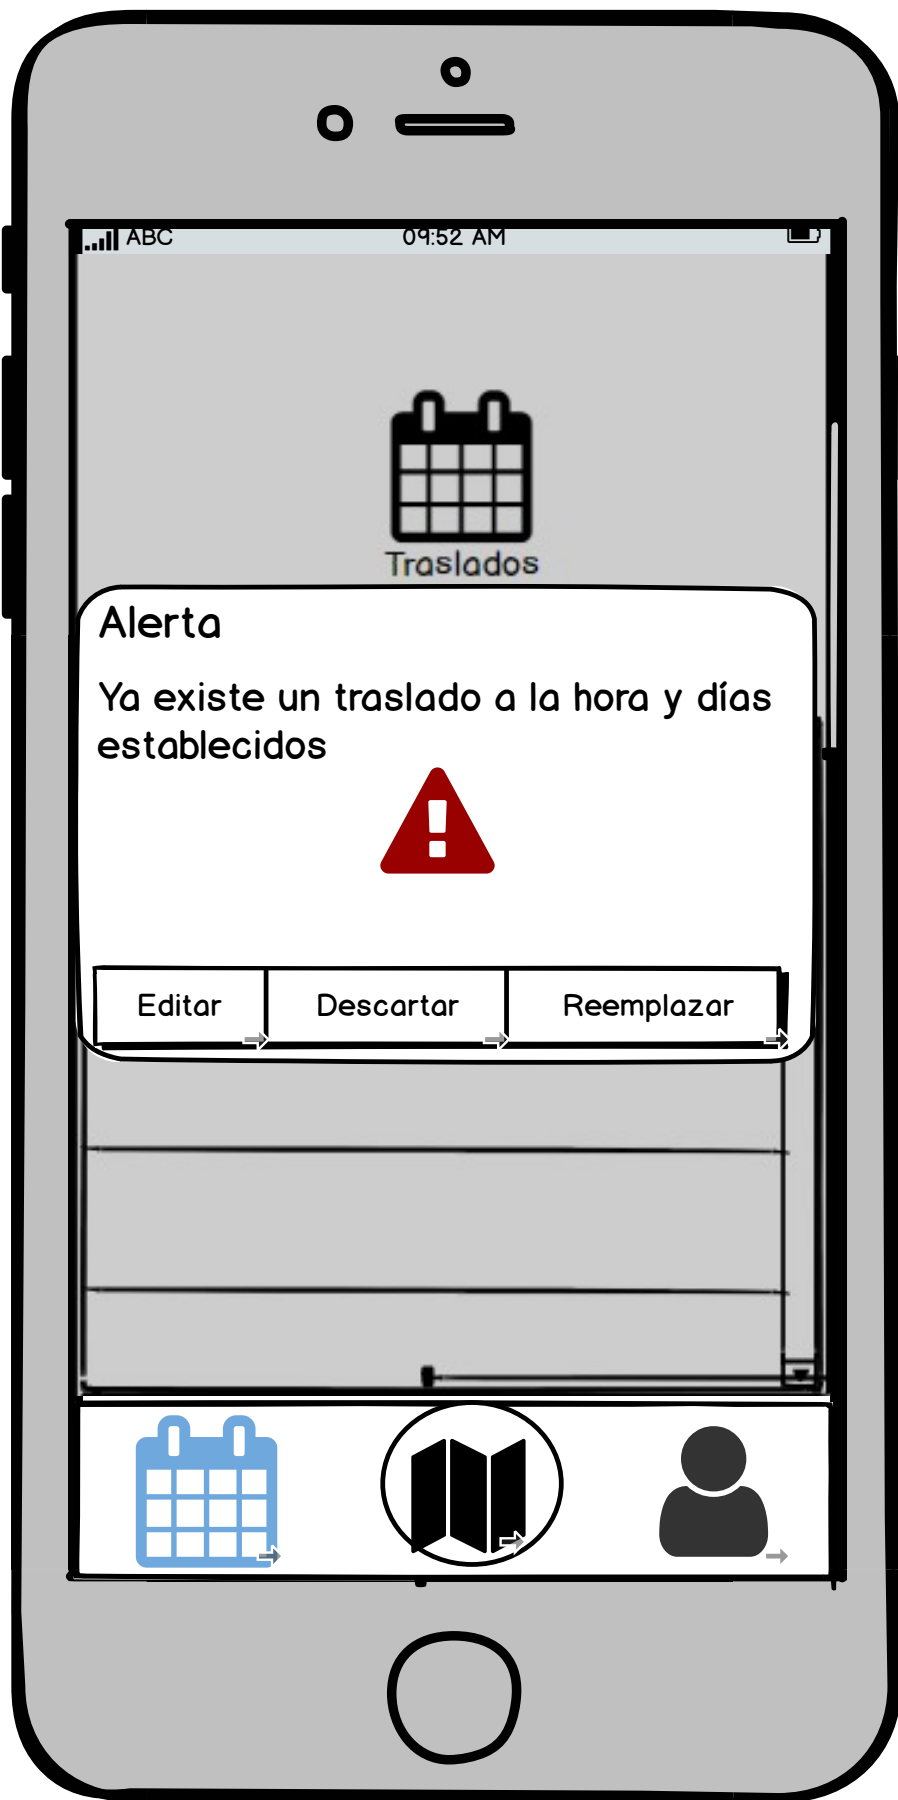 ABC 09:52 AM
Traslados
Alerta
Ya existe un traslado a la hora y días
establecidos
Editar Descartar Reemplazar